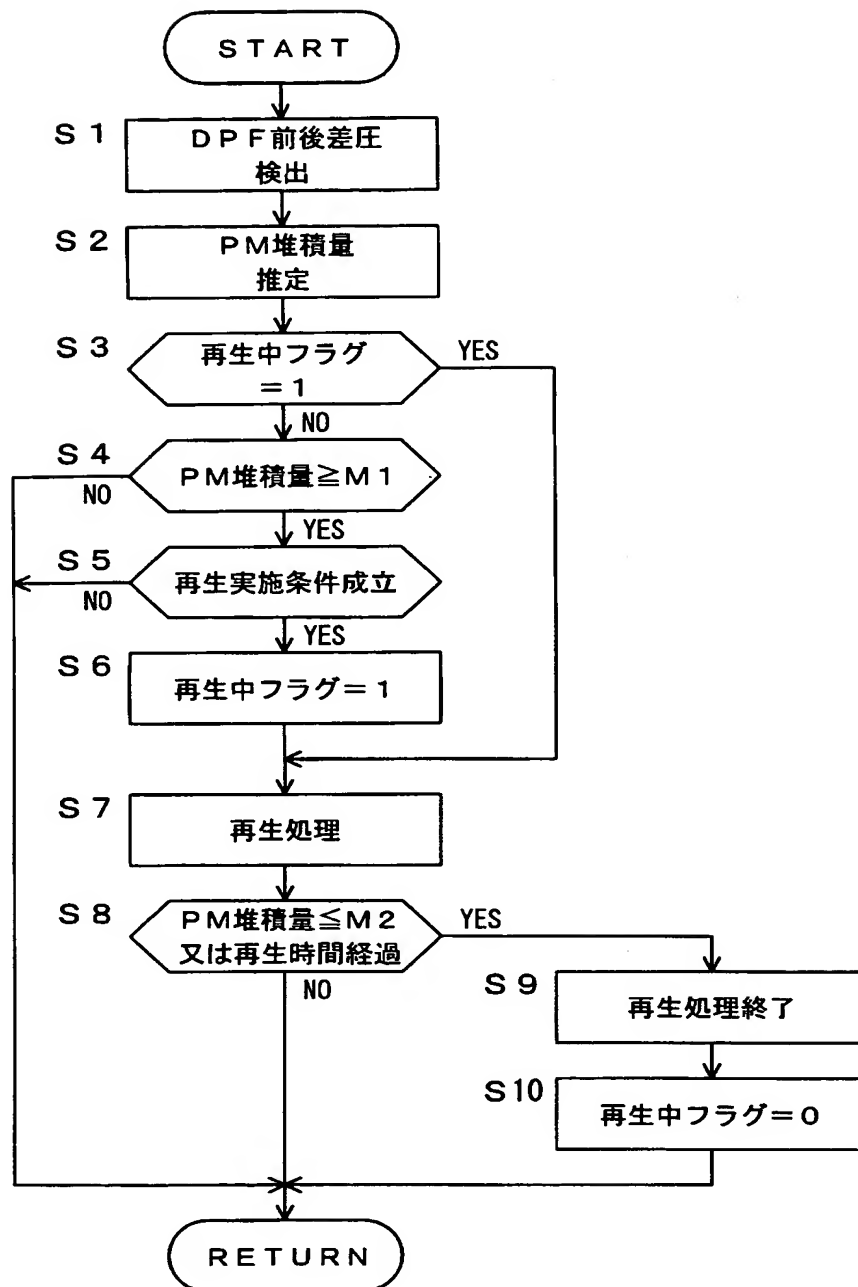 START
S1
DPF前後差圧
検出
S2
PM堆積量
推定
S3
再生中フラグ
=1
YES
NO
S4
PM堆積量≧M1
NO
YES
S5
再生実施条件成立
NO
YES
S6
再生中フラグ=1
S7
再生処理
S8
PM堆積量≦M2
又は再生時間経過
YES
NO
S9
再生処理終了
S10
再生中フラグ=0
RETURN